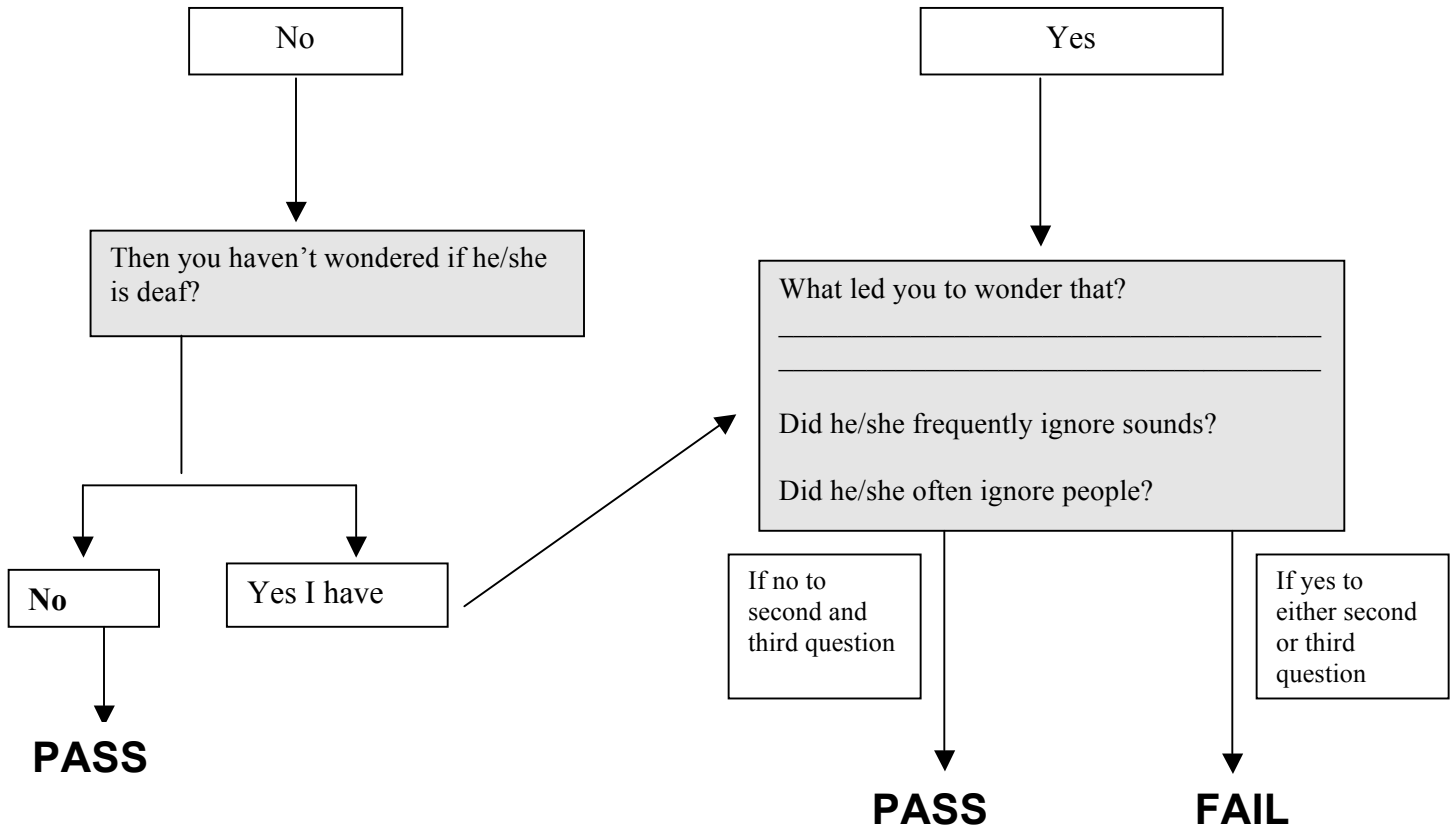 No
Yes
Then you haven’t wondered if he/she
is deaf?
What led you to wonder that?
_______________________________________
_______________________________________
Did he/she frequently ignore sounds?
Did he/she often ignore people?
No
Yes I have
If no to
second and
third question
If yes to
either second
or third
question
PASS
PASS
FAIL